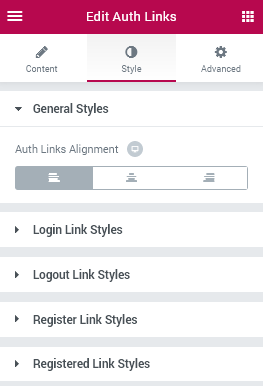 Edit Auth Links
Content Style Advanced
General Styles
Auth Links Alignment
Login Link Styles
Logout Link Styles
Register Link Styles
Registered Link Styles